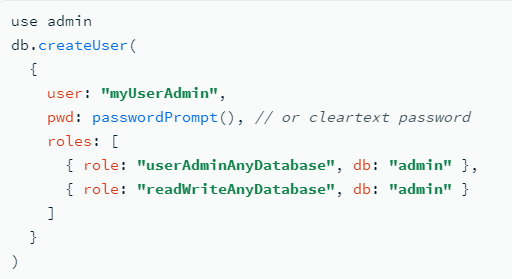 use admin
db.createUser(
  {
    user: "myUserAdmin",
    pwd: passwordPrompt(), // or cleartext password
    roles: [
      { role: "userAdminAnyDatabase", db: "admin" },
      { role: "readWriteAnyDatabase", db: "admin" }
    ]
  }
)